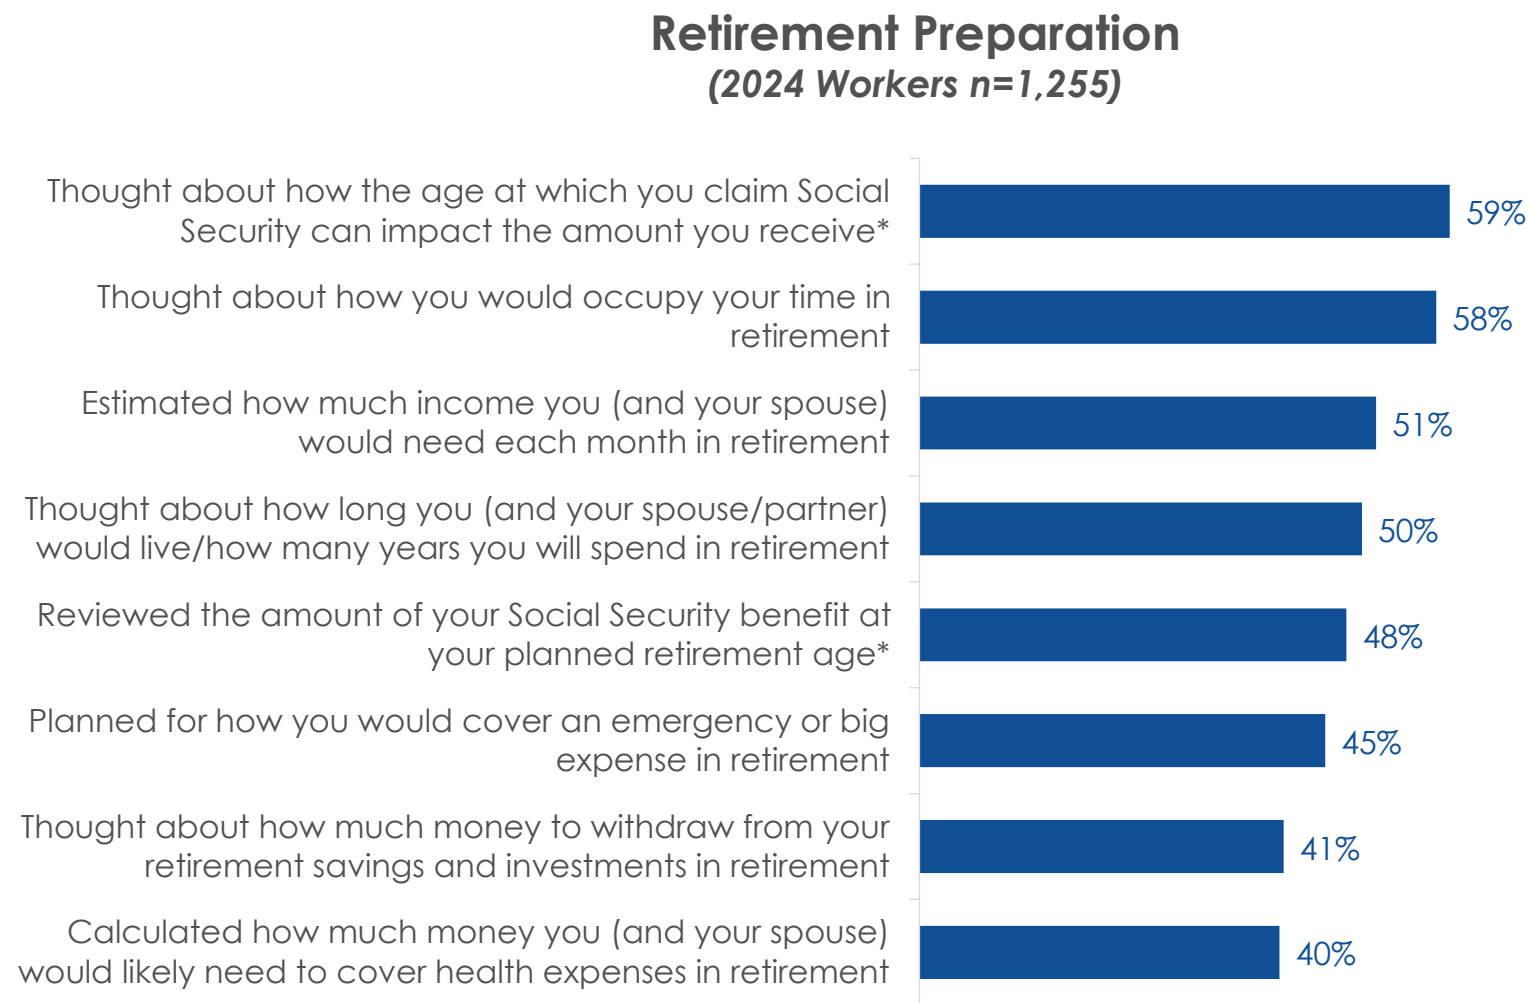 Retirement Preparation
(2024 Workers n=1,255)
Thought about how the age at which you claim Social
Security can impact the amount you receive*
59%
Thought about how you would occupy your time in
retirement
58%
Estimated how much income you (and your spouse)
would need each month in retirement
51%
Thought about how long you (and your spouse/partner)
would live/how many years you will spend in retirement
50%
Reviewed the amount of your Social Security benefit at
your planned retirement age*
48%
Planned for how you would cover an emergency or big
expense in retirement
45%
Thought about how much money to withdraw from your
retirement savings and investments in retirement
41%
Calculated how much money you (and your spouse)
would likely need to cover health expenses in retirement
40%